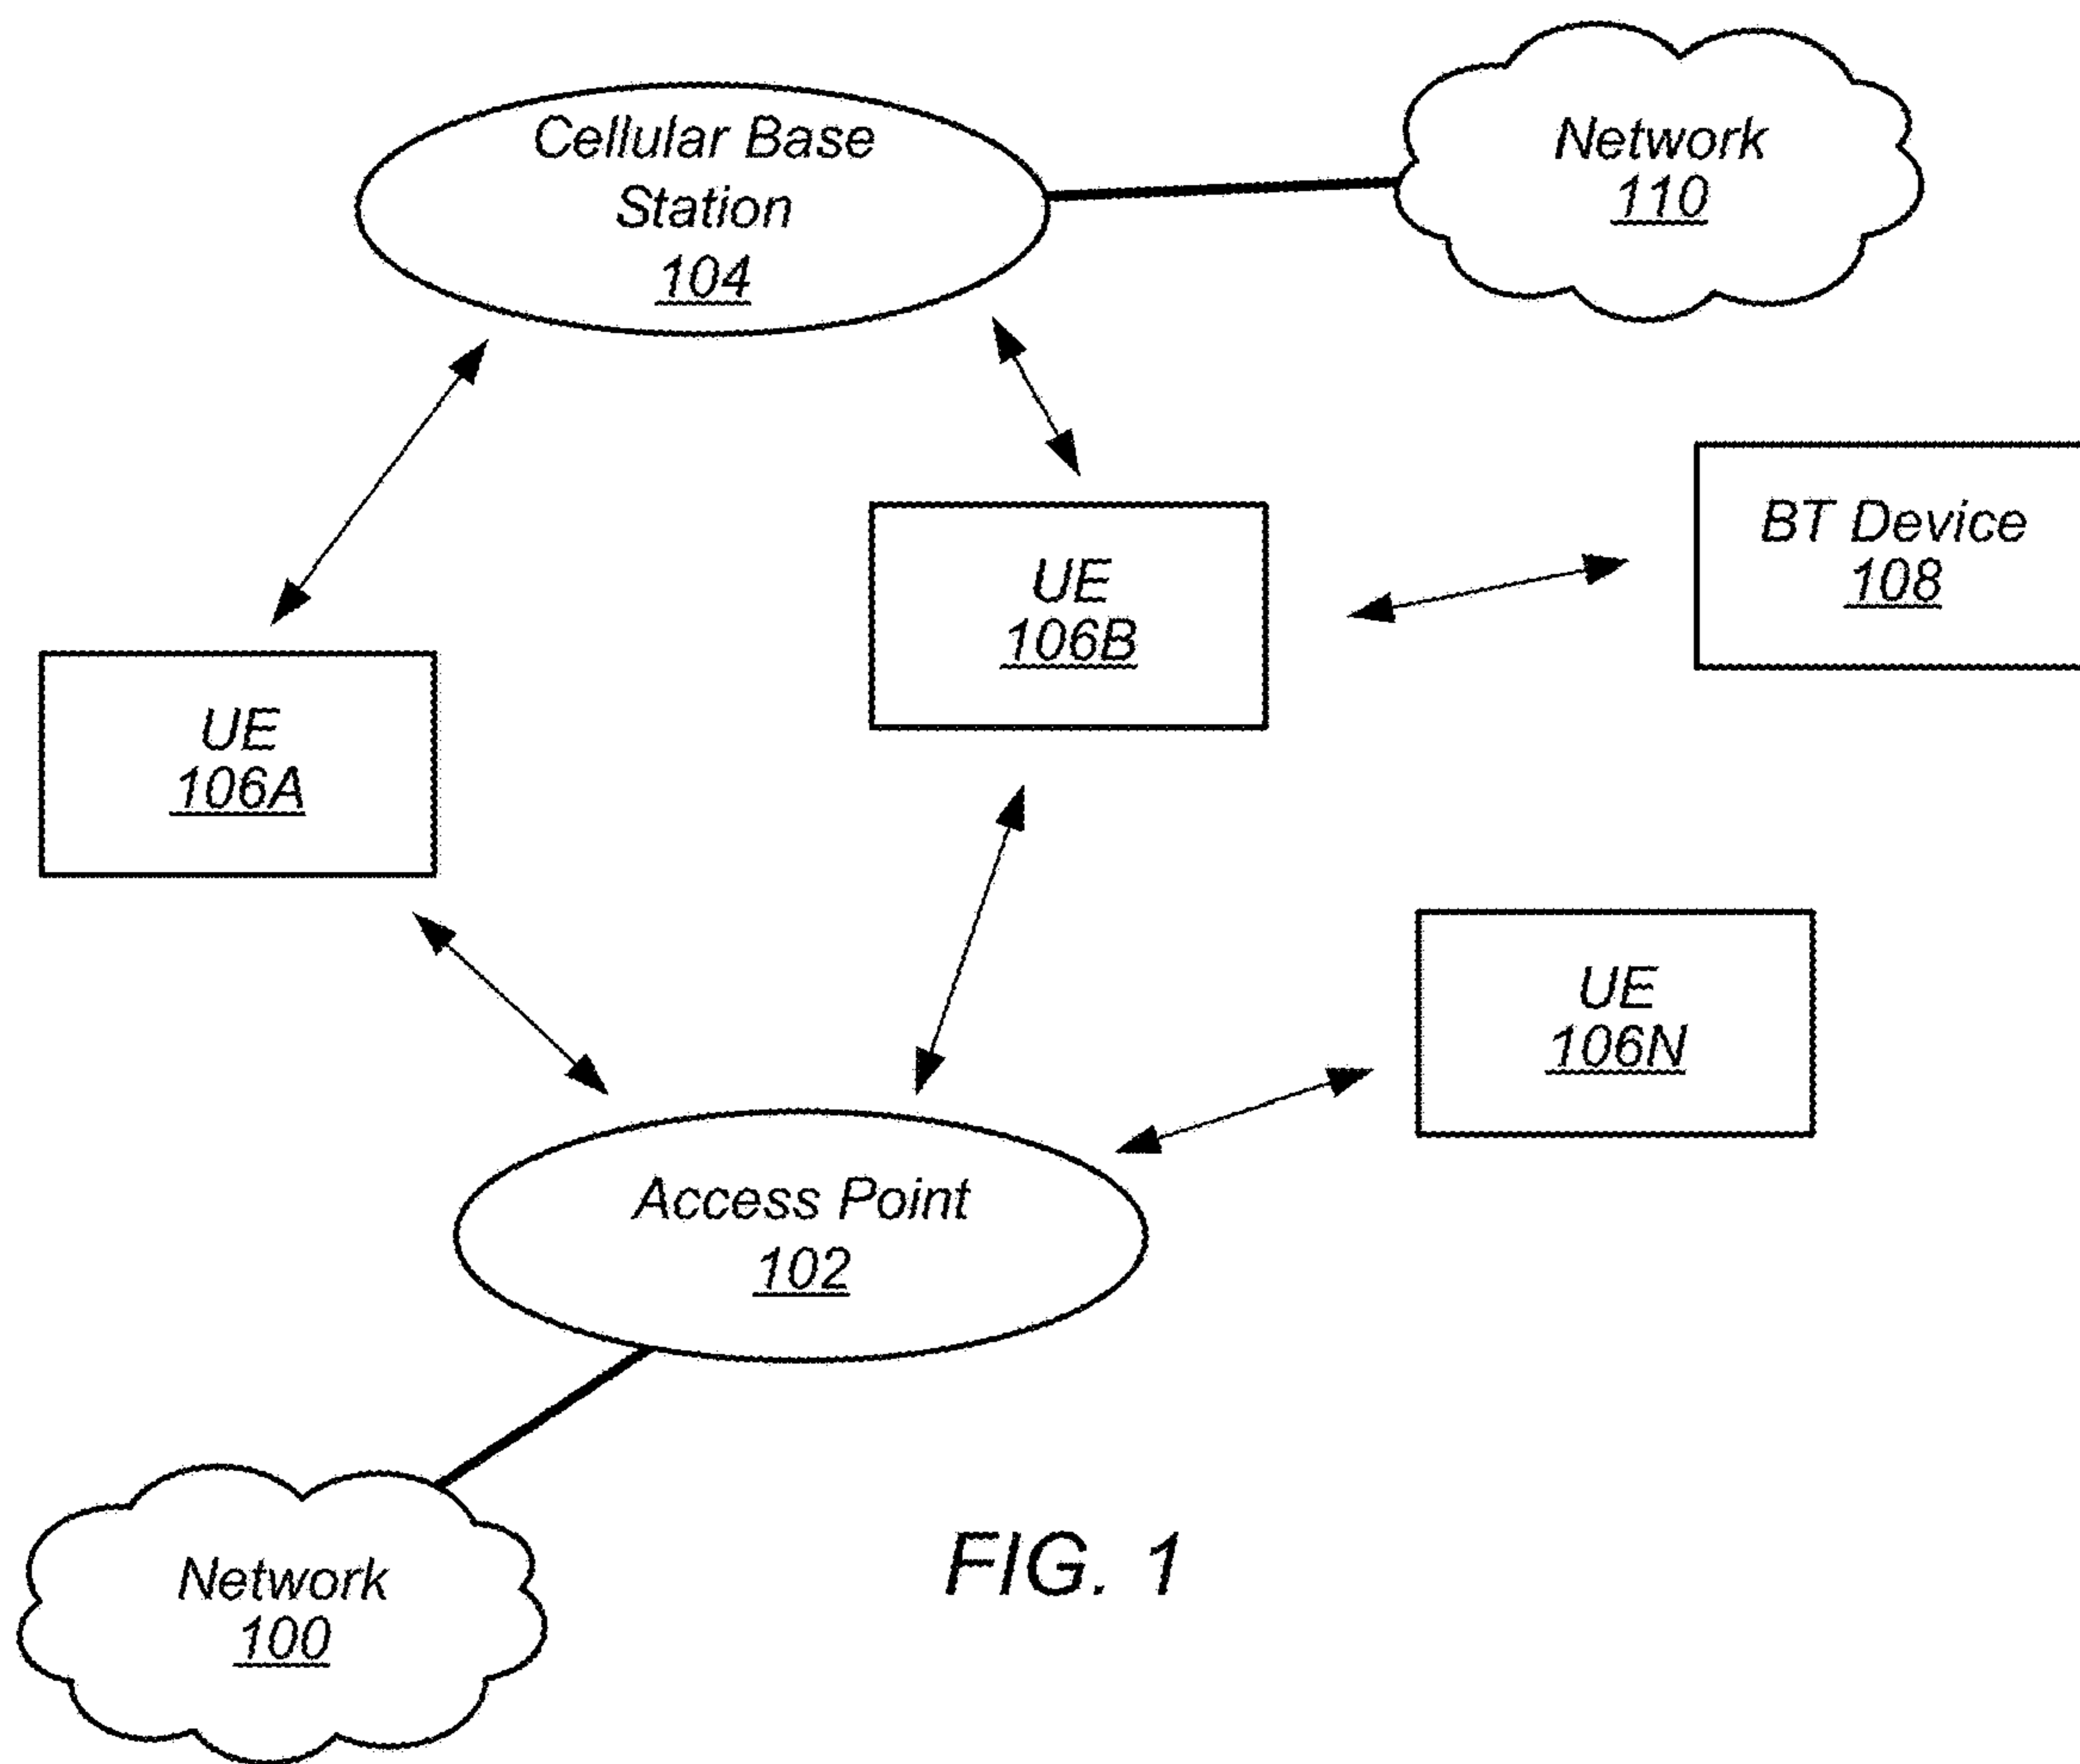 Cellular Base
Station
104
Network
110
BT Device
108
UE
106B
UE
106A
UE
106N
Access Point
102
Network
100
FIG. 1